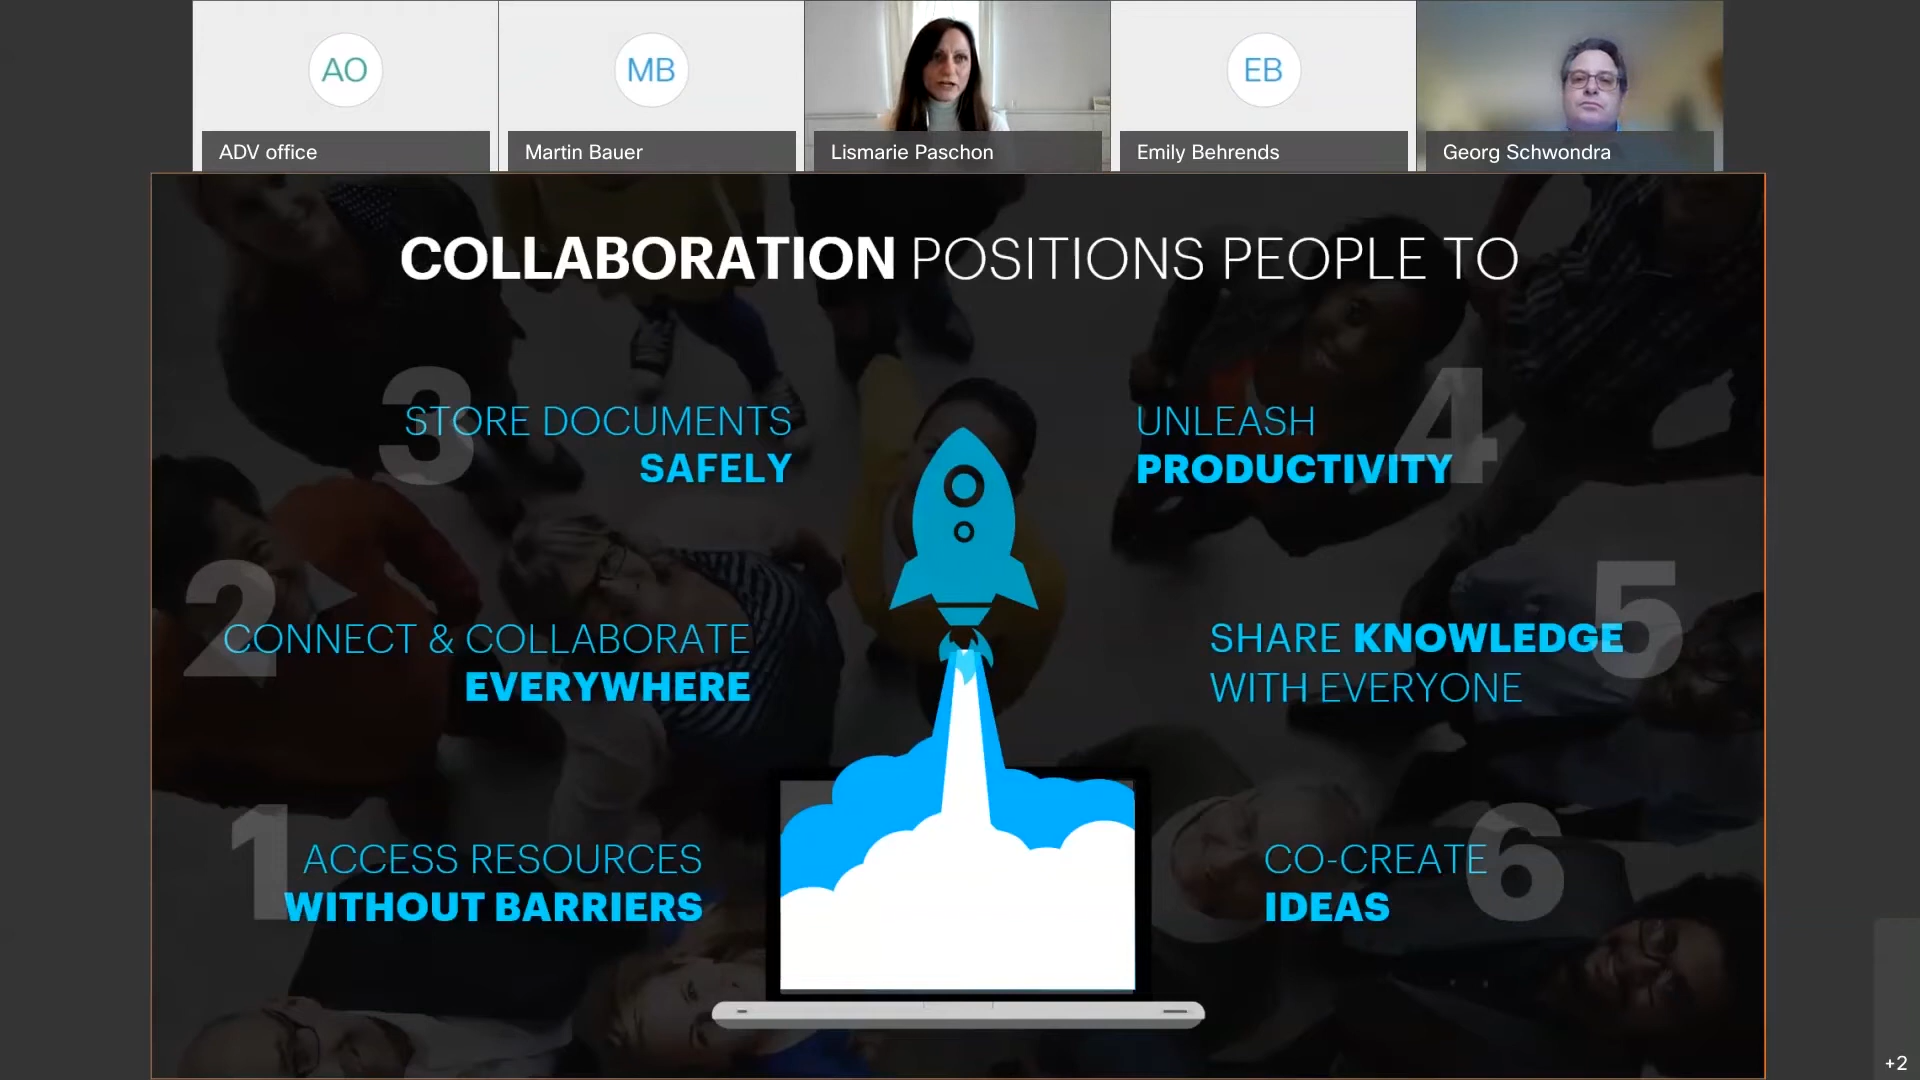 AO
MB
EB
ADV office
Martin Bauer
Lismarie Paschon
Emily Behrends
Georg Schwondra
COLLABORATION POSITIONS PEOPLE TO
3
STORE DOCUMENTS
SAFELY
4
UNLEASH
PRODUCTIVITY
2
CONNECT & COLLABORATE
EVERYWHERE
5
SHARE KNOWLEDGE
WITH EVERYONE
1
ACCESS RESOURCES
WITHOUT BARRIERS
6
CO-CREATE
IDEAS
+2